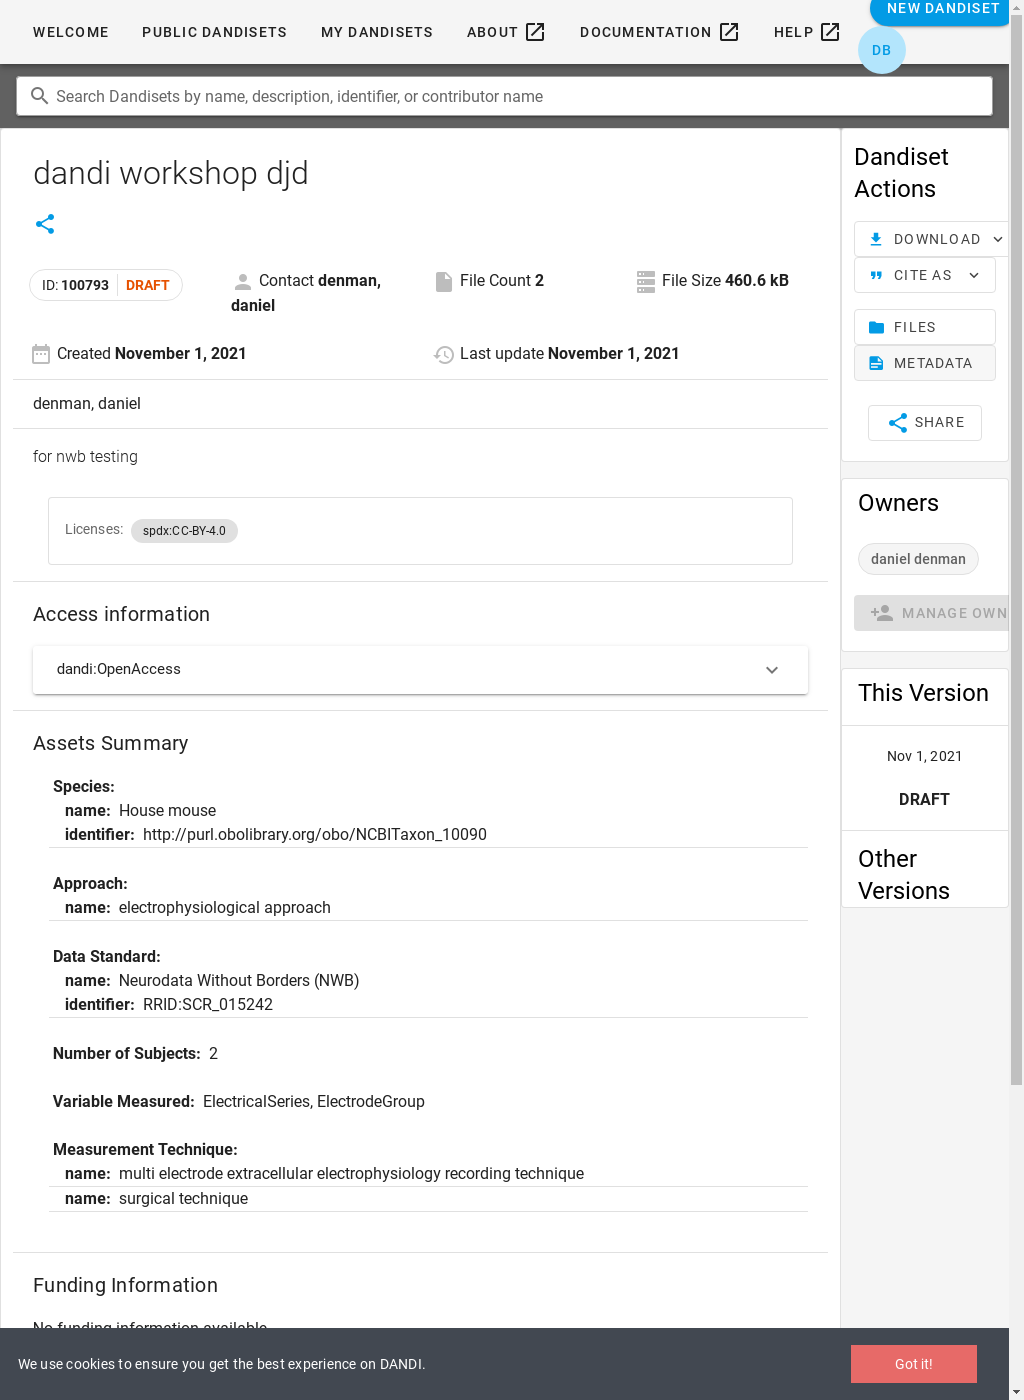 WELCOME PUBLIC DANDISETS MY DANDISETS ABOUT DOCUMENTATION HELP NEW DANDISET
DB
Search Dandisets by name, description, identifier, or contributor name
dandi workshop djd
ID: 100793 DRAFT
Contact denman, daniel
File Count 2
File Size 460.6 kB
Created November 1, 2021
Last update November 1, 2021
denman, daniel
for nwb testing
Licenses: spdx:CC-BY-4.0
Access information
dandi:OpenAccess
Assets Summary
Species:
name: House mouse
identifier: http://purl.obolibrary.org/obo/NCBITaxon_10090
Approach:
name: electrophysiological approach
Data Standard:
name: Neurodata Without Borders (NWB)
identifier: RRID:SCR_015242
Number of Subjects: 2
Variable Measured: ElectricalSeries, ElectrodeGroup
Measurement Technique:
name: multi electrode extracellular electrophysiology recording technique
name: surgical technique
Funding Information
No funding information available
Dandiset
Actions
DOWNLOAD
CITE AS
FILES
METADATA
SHARE
Owners
daniel denman
MANAGE OWN
This Version
Nov 1, 2021
DRAFT
Other
Versions
We use cookies to ensure you get the best experience on DANDI.
Got it!